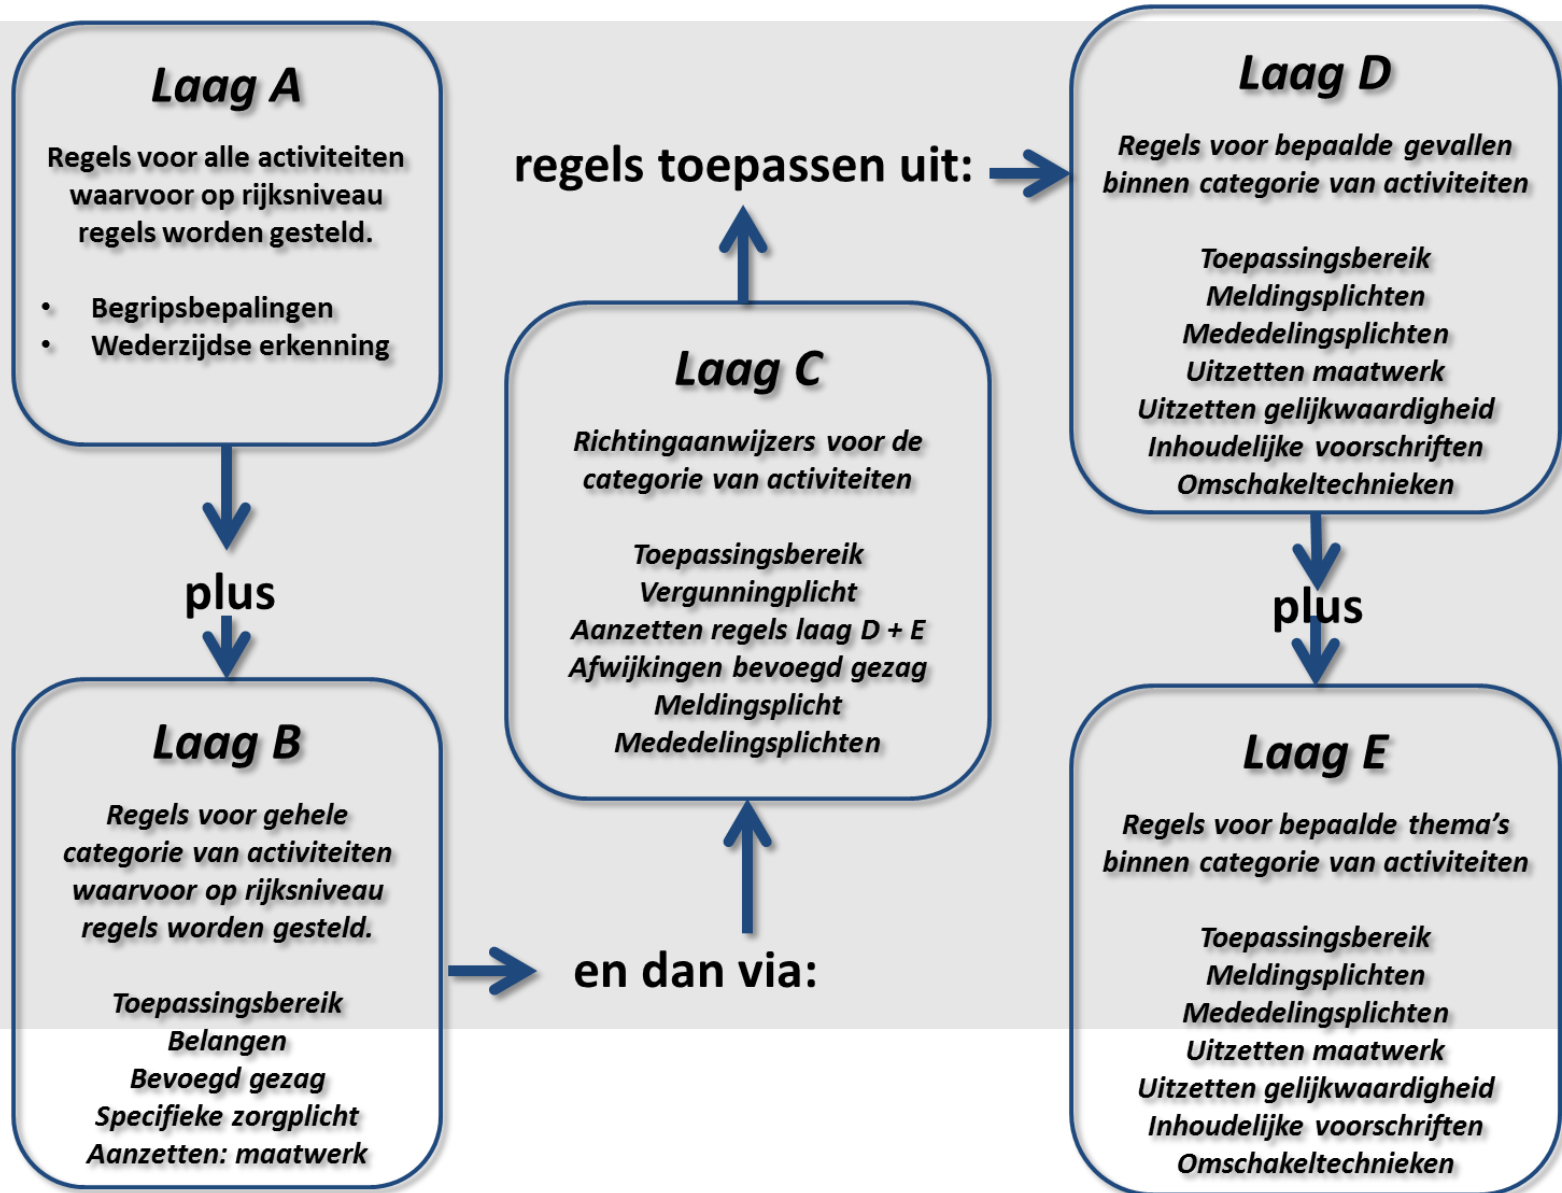 Laag A
Regels voor alle activiteiten
waarvoor op rijksniveau
regels worden gesteld.
• Begripsbepalingen
• Wederzijdse erkenning
plus
Laag B
Regels voor gehele
categorie van activiteiten
waarvoor op rijksniveau
regels worden gesteld.
Toepassingsbereik
Belangen
Bevoegd gezag
Specifieke zorgplicht
Aanzetten: maatwerk
en dan via:
Laag C
Richtingaanwijzers voor de
categorie van activiteiten
Toepassingsbereik
Vergunningplicht
Aanzetten regels laag D + E
Afwijkingen bevoegd gezag
Meldingsplicht
Mededelingsplichten
regels toepassen uit:
Laag D
Regels voor bepaalde gevallen
binnen categorie van activiteiten
Toepassingsbereik
Meldingsplichten
Mededelingsplichten
Uitzetten maatwerk
Uitzetten gelijkwaardigheid
Inhoudelijke voorschriften
Omschakeltechnieken
plus
Laag E
Regels voor bepaalde thema's
binnen categorie van activiteiten
Toepassingsbereik
Meldingsplichten
Mededelingsplichten
Uitzetten maatwerk
Uitzetten gelijkwaardigheid
Inhoudelijke voorschriften
Omschakeltechnieken